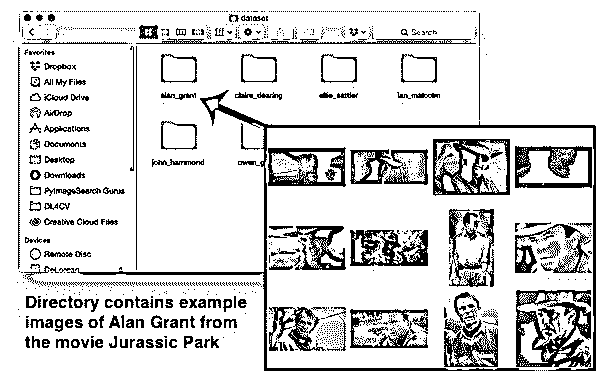 dataset
Search
Favorites
Dropbox
All My Files
iCloud Drive
AirDrop
Applications
Documents
Desktop
Downloads
PyImageSearch Gurus
DL4CV
Creative Cloud Files
Devices
Remote Disc
DeLorean
alan_grant
claire_dearing
ellie_sattler
ian_malcolm
john_hammond
owen_g
Directory contains example
images of Alan Grant from
the movie Jurassic Park